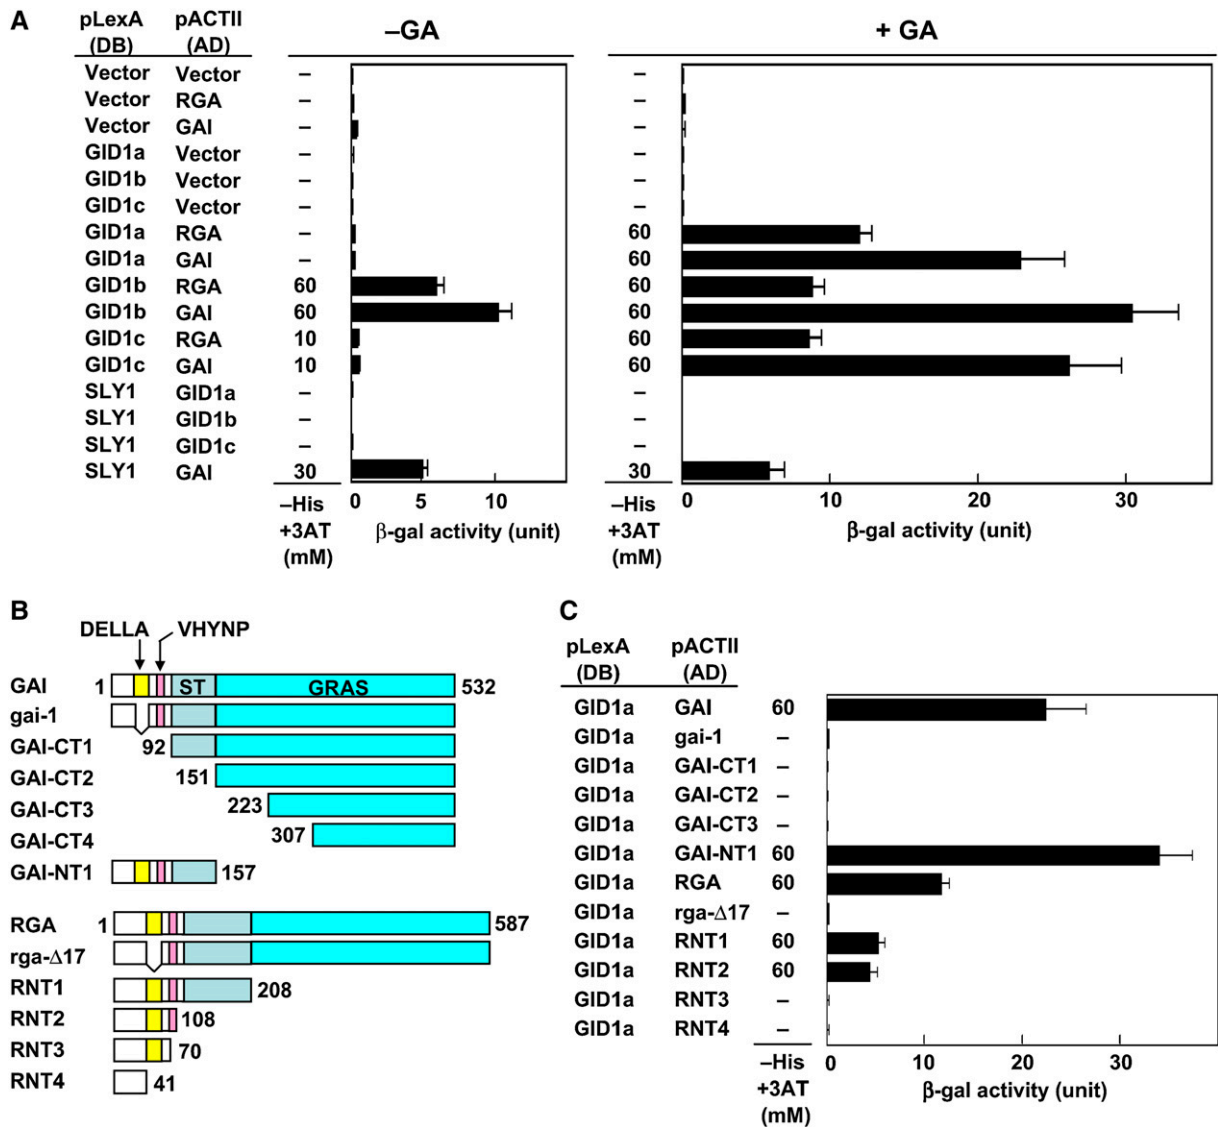 A
pLexA pACTII
(DB) (AD)
–GA
+ GA
Vector Vector – –
Vector RGA – –
Vector GAI – –
GID1a Vector – –
GID1b Vector – –
GID1c Vector – –
GID1a RGA – 60
GID1a GAI – 60
GID1b RGA 60 60
GID1b GAI 60 60
GID1c RGA 10 60
GID1c GAI 10 60
SLY1 GID1a – –
SLY1 GID1b – –
SLY1 GID1c – –
SLY1 GAI 30 30
0 5 10 0 10 20 30
–His +3AT (mM) β-gal activity (unit) –His +3AT (mM) β-gal activity (unit)
B
DELLA VHYNP
GAI 1 ST GRAS 532
gai-1
GAI-CT1 92
GAI-CT2 151
GAI-CT3 223
GAI-CT4 307
GAI-NT1 157
RGA 1 587
rga-Δ17
RNT1 208
RNT2 108
RNT3 70
RNT4 41
C
pLexA pACTII
(DB) (AD)
GID1a GAI 60
GID1a gai-1 –
GID1a GAI-CT1 –
GID1a GAI-CT2 –
GID1a GAI-CT3 –
GID1a GAI-NT1 60
GID1a RGA 60
GID1a rga-Δ17 –
GID1a RNT1 60
GID1a RNT2 60
GID1a RNT3 –
GID1a RNT4 –
0 10 20 30
–His
+3AT
(mM)
β-gal activity (unit)